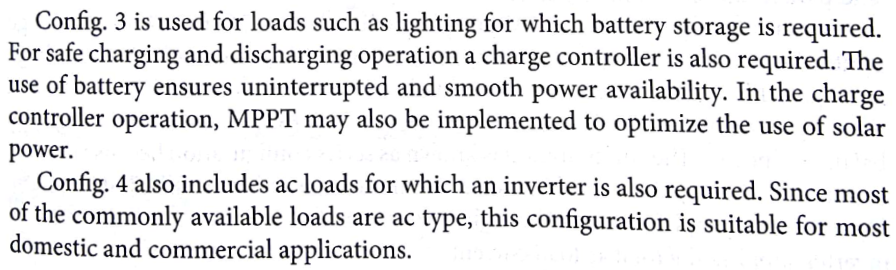 Config. 3 is used for loads such as lighting for which battery storage is required.
For safe charging and discharging operation a charge controller is also required. The
use of battery ensures uninterrupted and smooth power availability. In the charge
controller operation, MPPT may also be implemented to optimize the use of solar
power.
Config. 4 also includes ac loads for which an inverter is also required. Since most
of the commonly available loads are ac type, this configuration is suitable for most
domestic and commercial applications.